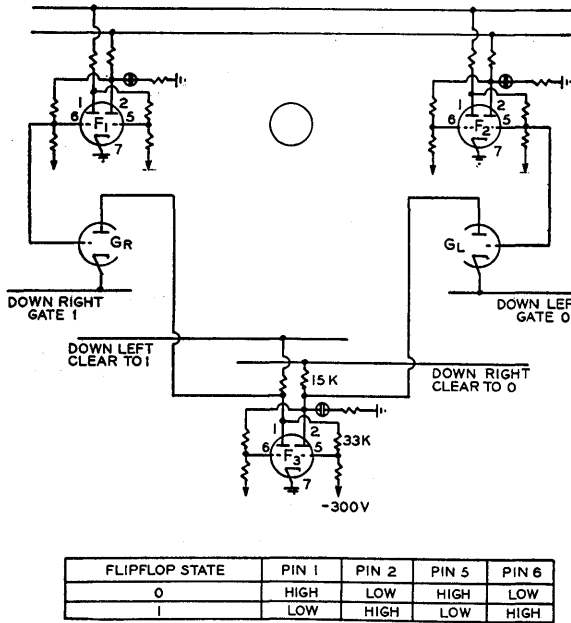 1 2
6 F1 5
7
1 2
6 F2 5
7
GR
GL
DOWN RIGHT
GATE 1
DOWN LEF
GATE 0
DOWN LEFT
CLEAR TO 1
DOWN RIGHT
CLEAR TO 0
15 K
1 2
6 F3 5
33K
7
-300V
FLIPFLOP STATE PIN 1 PIN 2 PIN 5 PIN 6
0 HIGH LOW HIGH LOW
1 LOW HIGH LOW HIGH